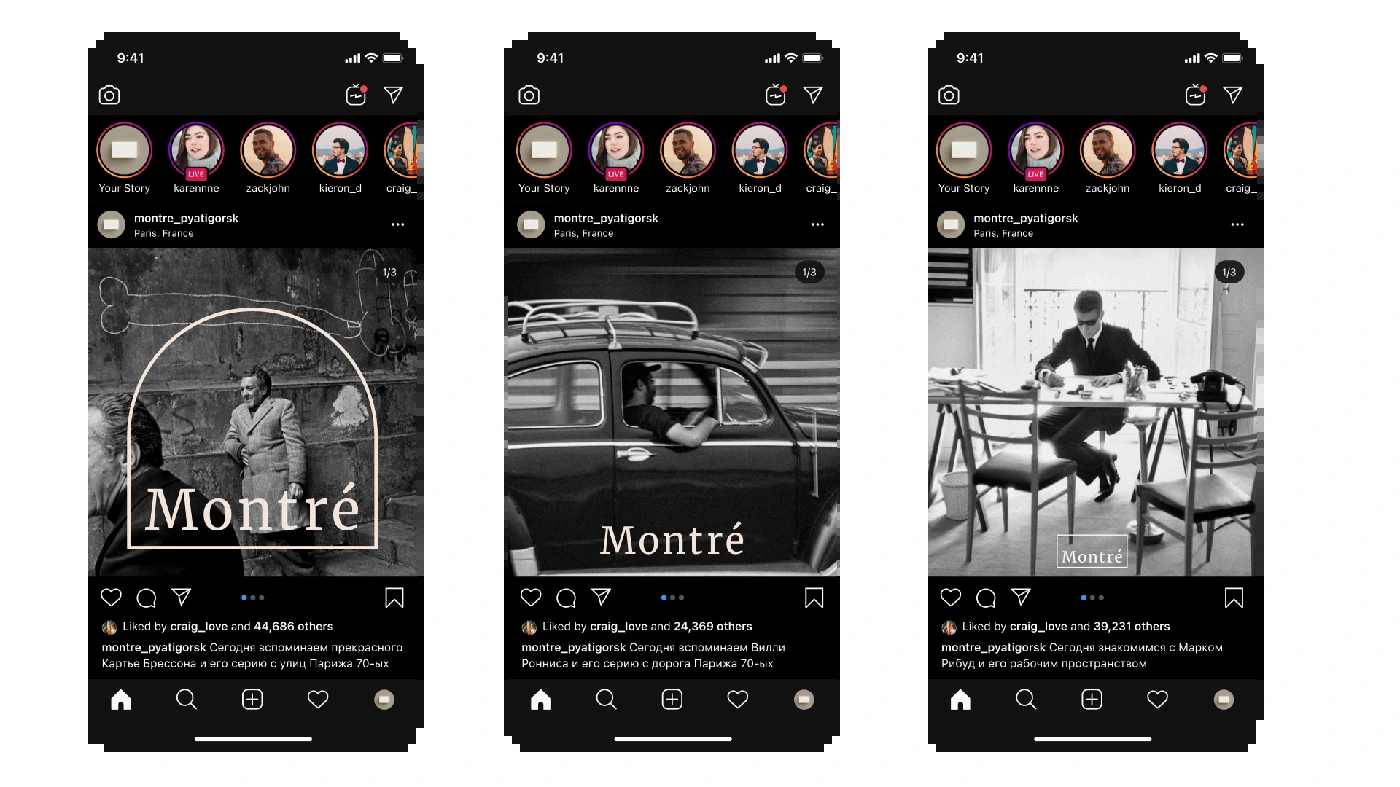 9:41
Your Story
LIVE
karennne
zackjohn
kieron_d
craig_
montre_pyatigorsk
Paris, France
1/3
Montré
Liked by craig_love and 44,686 others
montre_pyatigorsk Сегодня вспоминаем прекрасного
Картье Брессона и его серию с улиц Парижа 70-ых
9:41
Your Story
LIVE
karennne
zackjohn
kieron_d
craig_
montre_pyatigorsk
Paris, France
1/3
Montré
Liked by craig_love and 24,369 others
montre_pyatigorsk Сегодня вспоминаем Вилли
Ронниса и его серию с дорога Парижа 70-ых
9:41
Your Story
LIVE
karennne
zackjohn
kieron_d
craig_
montre_pyatigorsk
Paris, France
1/3
Montré
Liked by craig_love and 39,231 others
montre_pyatigorsk Сегодня знакомимся с Марком
Рибуд и его рабочим пространством